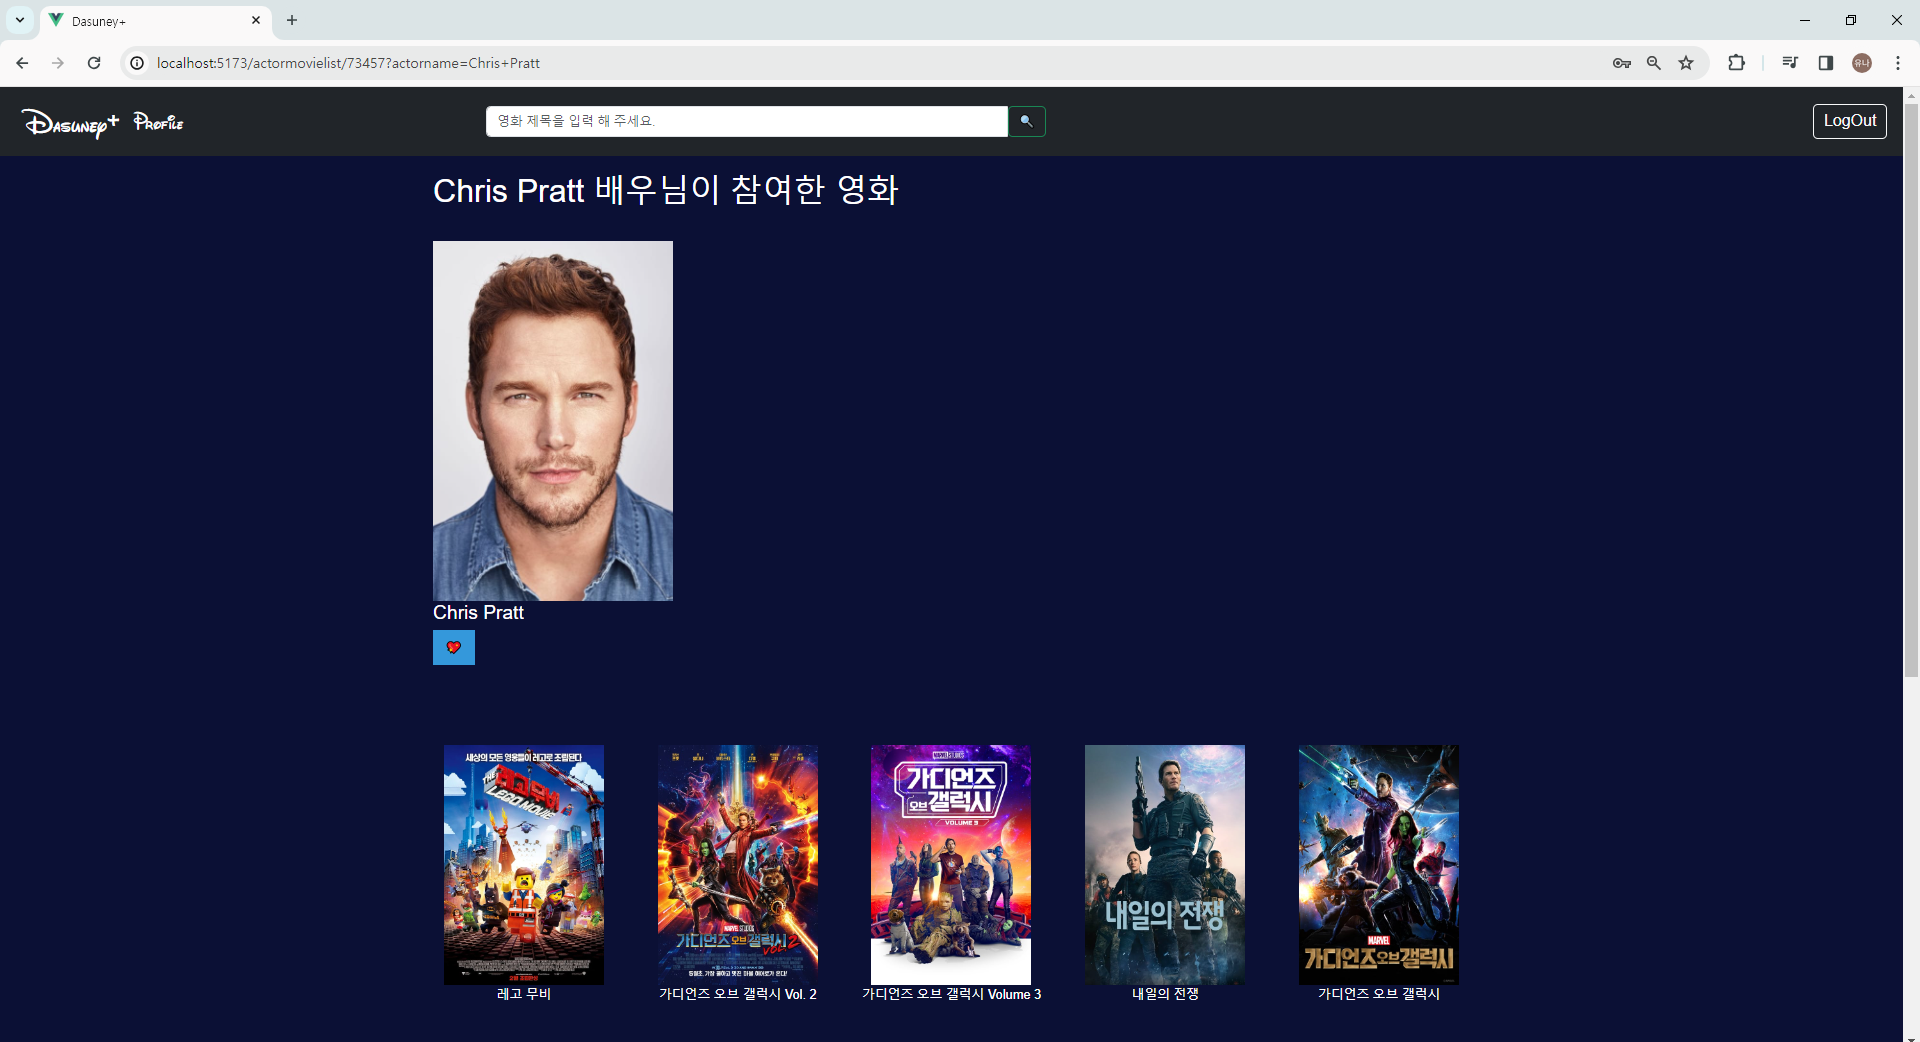 Dasuney+
localhost:5173/actormovielist/73457?actorname=Chris+Pratt
유나
Dasuney+ Profile
영화 제목을 입력 해 주세요.
LogOut
Chris Pratt 배우님이 참여한 영화
Chris Pratt
세상의 모든 영웅들이 레고로 조립된다
THE 레고 무비
LEGO MOVIE
MARVEL STUDIOS
가디언즈 오브 갤럭시
VOL. 2
MARVEL STUDIOS
가디언즈
오브 갤럭시
VOLUME 3
내일의 전쟁
MARVEL
가디언즈 오브 갤럭시
레고 무비
가디언즈 오브 갤럭시 Vol. 2
가디언즈 오브 갤럭시 Volume 3
내일의 전쟁
가디언즈 오브 갤럭시